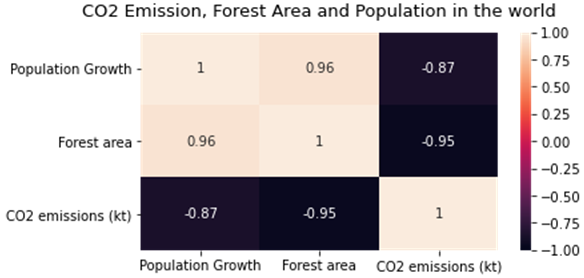 CO2 Emission, Forest Area and Population in the world
Population Growth 1 0.96 -0.87
Forest area 0.96 1 -0.95
CO2 emissions (kt) -0.87 -0.95 1
Population Growth Forest area CO2 emissions (kt)
1.00
0.75
0.50
0.25
0.00
−0.25
−0.50
−0.75
−1.00